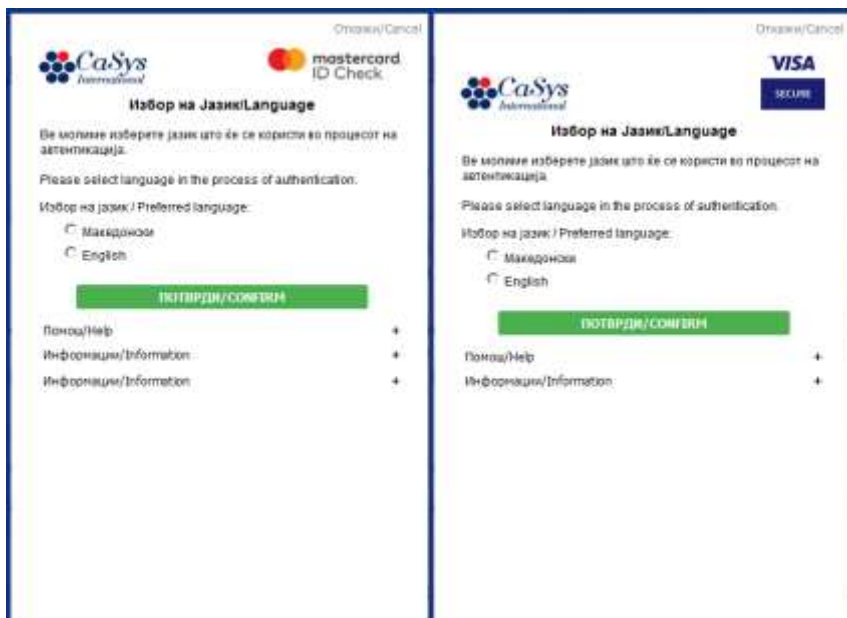 Откажи/Cancel
CaSys
International
mastercard
ID Check
Избор на Јазик/Language
Ве молиме изберете јазик што ќе се користи во процесот на
автентикација.
Please select language in the process of authentication.
Избор на јазик / Preferred language:
Македонски
English
ПОТВРДИ/CONFIRM
Помош/Help +
Информации/Information +
Информации/Information +
Откажи/Cancel
CaSys
International
VISA
SECURE
Избор на Јазик/Language
Ве молиме изберете јазик што ќе се користи во процесот на
автентикација.
Please select language in the process of authentication.
Избор на јазик / Preferred language:
Македонски
English
ПОТВРДИ/CONFIRM
Помош/Help +
Информации/Information +